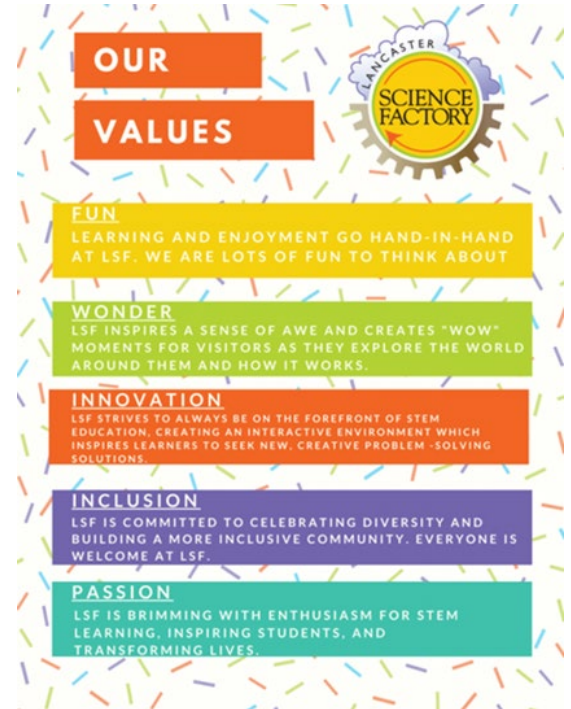 OUR
VALUES
LANCASTER
SCIENCE
FACTORY
FUN
LEARNING AND ENJOYMENT GO HAND-IN-HAND
AT LSF. WE ARE LOTS OF FUN TO THINK ABOUT
WONDER
LSF INSPIRES A SENSE OF AWE AND CREATES "WOW"
MOMENTS FOR VISITORS AS THEY EXPLORE THE WORLD
AROUND THEM AND HOW IT WORKS.
INNOVATION
LSF STRIVES TO ALWAYS BE ON THE FOREFRONT OF STEM
EDUCATION, CREATING AN INTERACTIVE ENVIRONMENT WHICH
INSPIRES LEARNERS TO SEEK NEW, CREATIVE PROBLEM -SOLVING
SOLUTIONS.
INCLUSION
LSF IS COMMITTED TO CELEBRATING DIVERSITY AND
BUILDING A MORE INCLUSIVE COMMUNITY. EVERYONE IS
WELCOME AT LSF.
PASSION
LSF IS BRIMMING WITH ENTHUSIASM FOR STEM
LEARNING, INSPIRING STUDENTS, AND
TRANSFORMING LIVES.